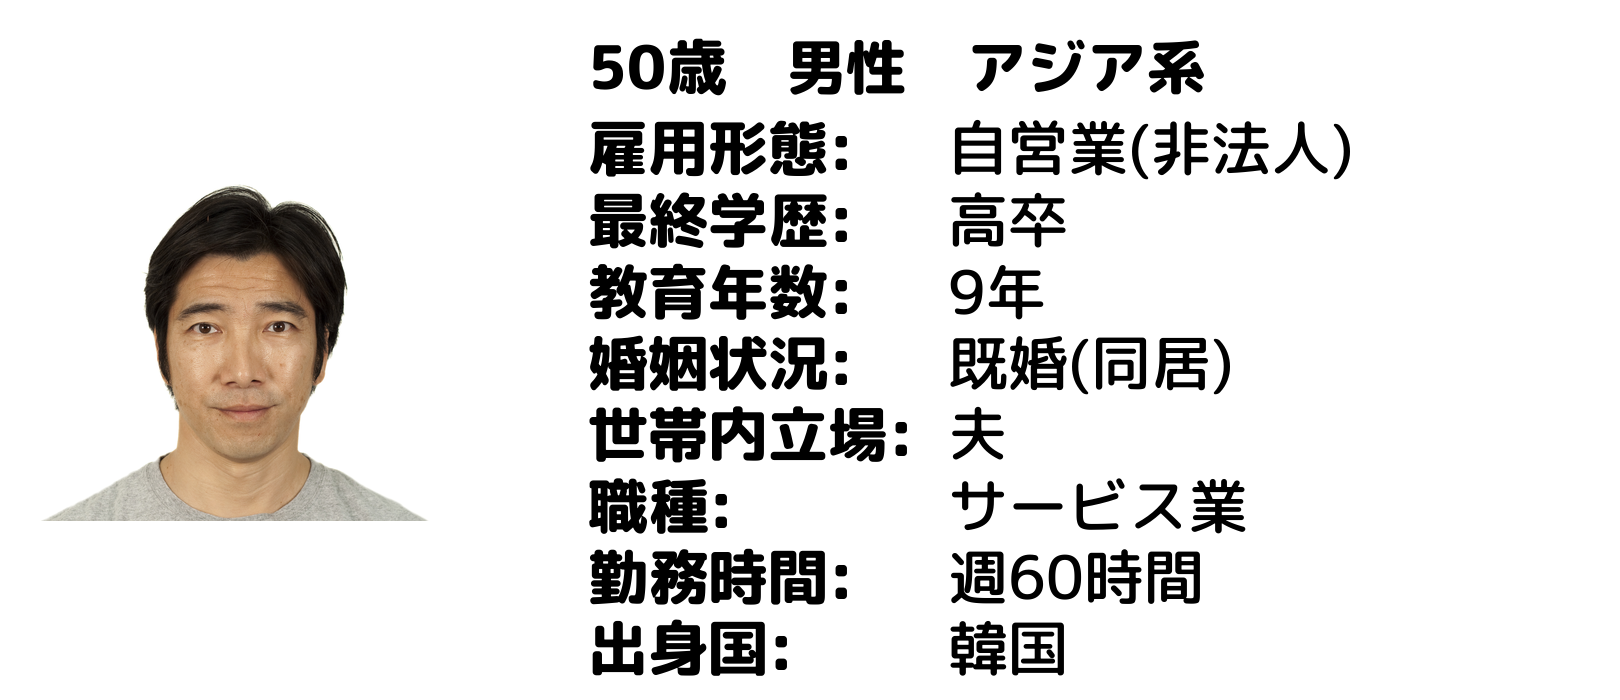 50歳　男性　アジア系
雇用形態:　自営業(非法人)
最終学歴:　高卒
教育年数:　9年
婚姻状況:　既婚(同居)
世帯内立場:　夫
職種:　サービス業
勤務時間:　週60時間
出身国:　韓国